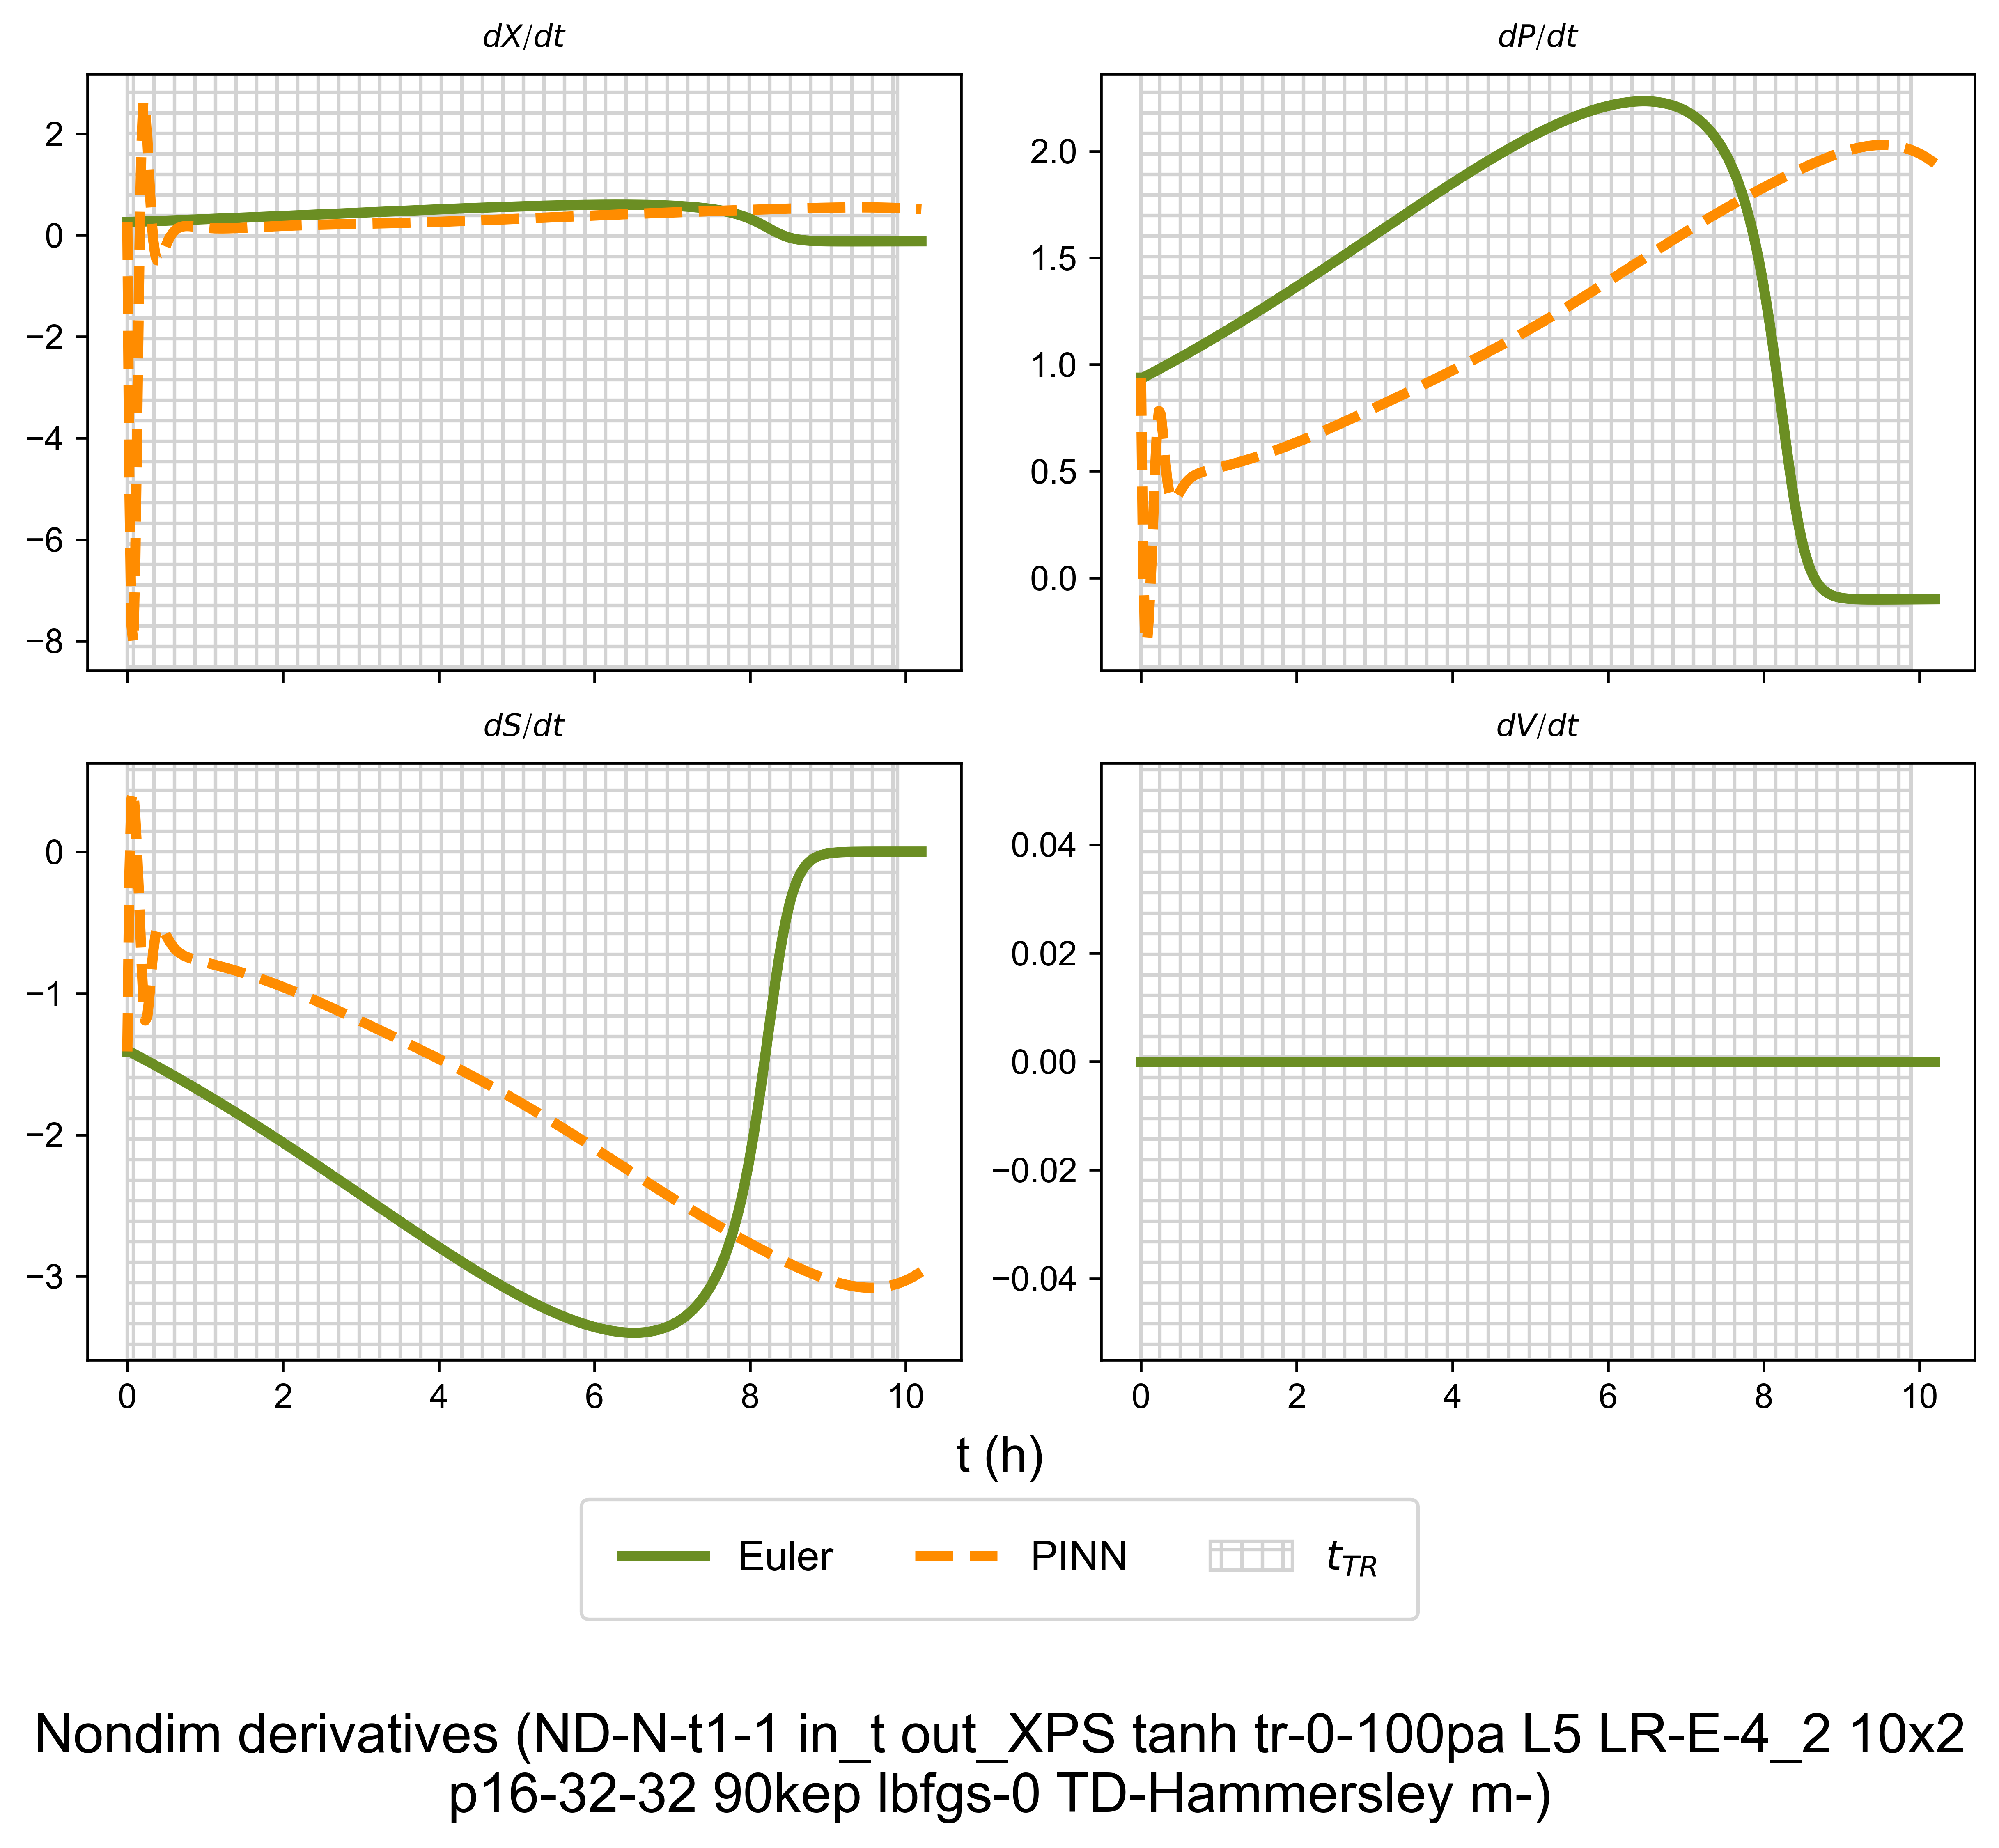 dX/dt
dP/dt
2
0
−2
−4
−6
−8
2.0
1.5
1.0
0.5
0.0
dS/dt
dV/dt
0
−1
−2
−3
0 2 4 6 8 10
0.04
0.02
0.00
−0.02
−0.04
0 2 4 6 8 10
t (h)
Euler PINN t_TR
Nondim derivatives (ND-N-t1-1 in_t out_XPS tanh tr-0-100pa L5 LR-E-4_2 10x2
p16-32-32 90kep lbfgs-0 TD-Hammersley m-)